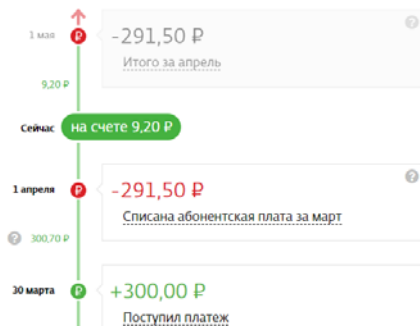 1 мая
-291,50 ₽
Итого за апрель
9,20 ₽
Сейчас
на счете 9,20 ₽
1 апреля
-291,50 ₽
Списана абонентская плата за март
300,70 ₽
30 марта
+300,00 ₽
Поступил платеж